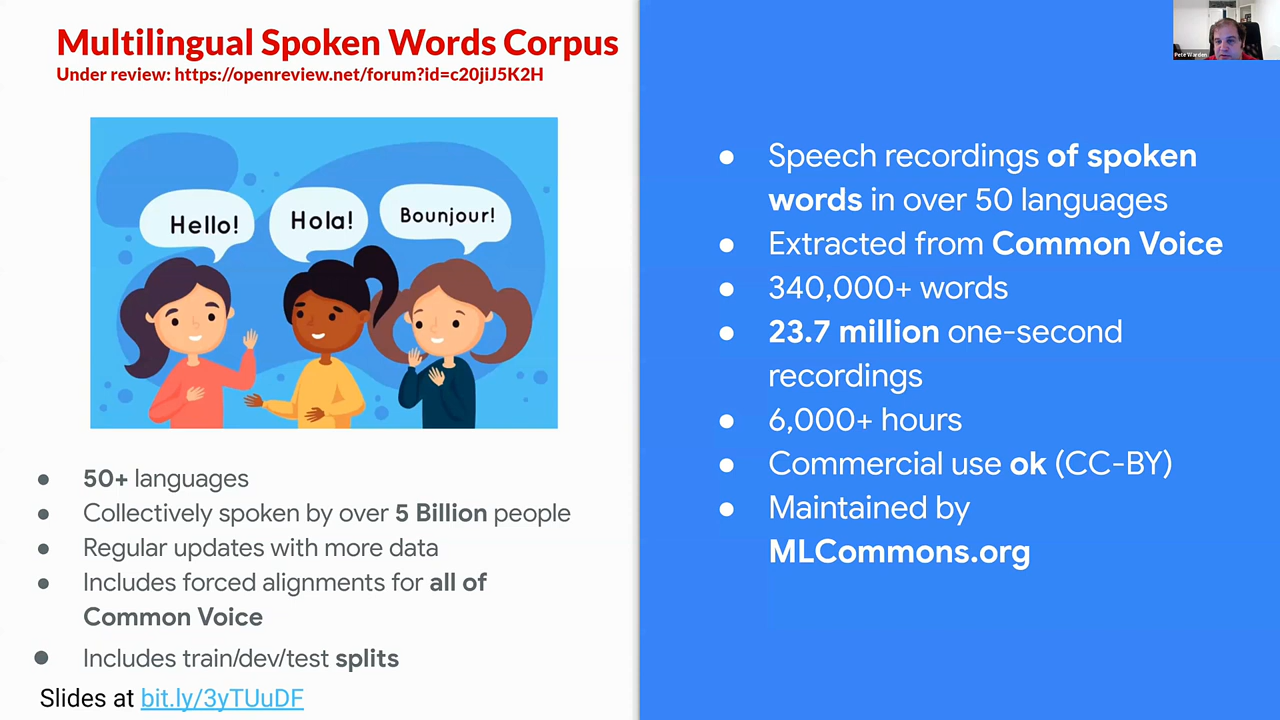 Multilingual Spoken Words Corpus
Under review: https://openreview.net/forum?id=c20jiJ5K2H
Hello!
Hola!
Bounjour!
● 50+ languages
● Collectively spoken by over 5 Billion people
● Regular updates with more data
● Includes forced alignments for all of
Common Voice
● Includes train/dev/test splits
Slides at bit.ly/3yTUuDF
● Speech recordings of spoken
words in over 50 languages
● Extracted from Common Voice
● 340,000+ words
● 23.7 million one-second
recordings
● 6,000+ hours
● Commercial use ok (CC-BY)
● Maintained by
MLCommons.org
Pete Warden